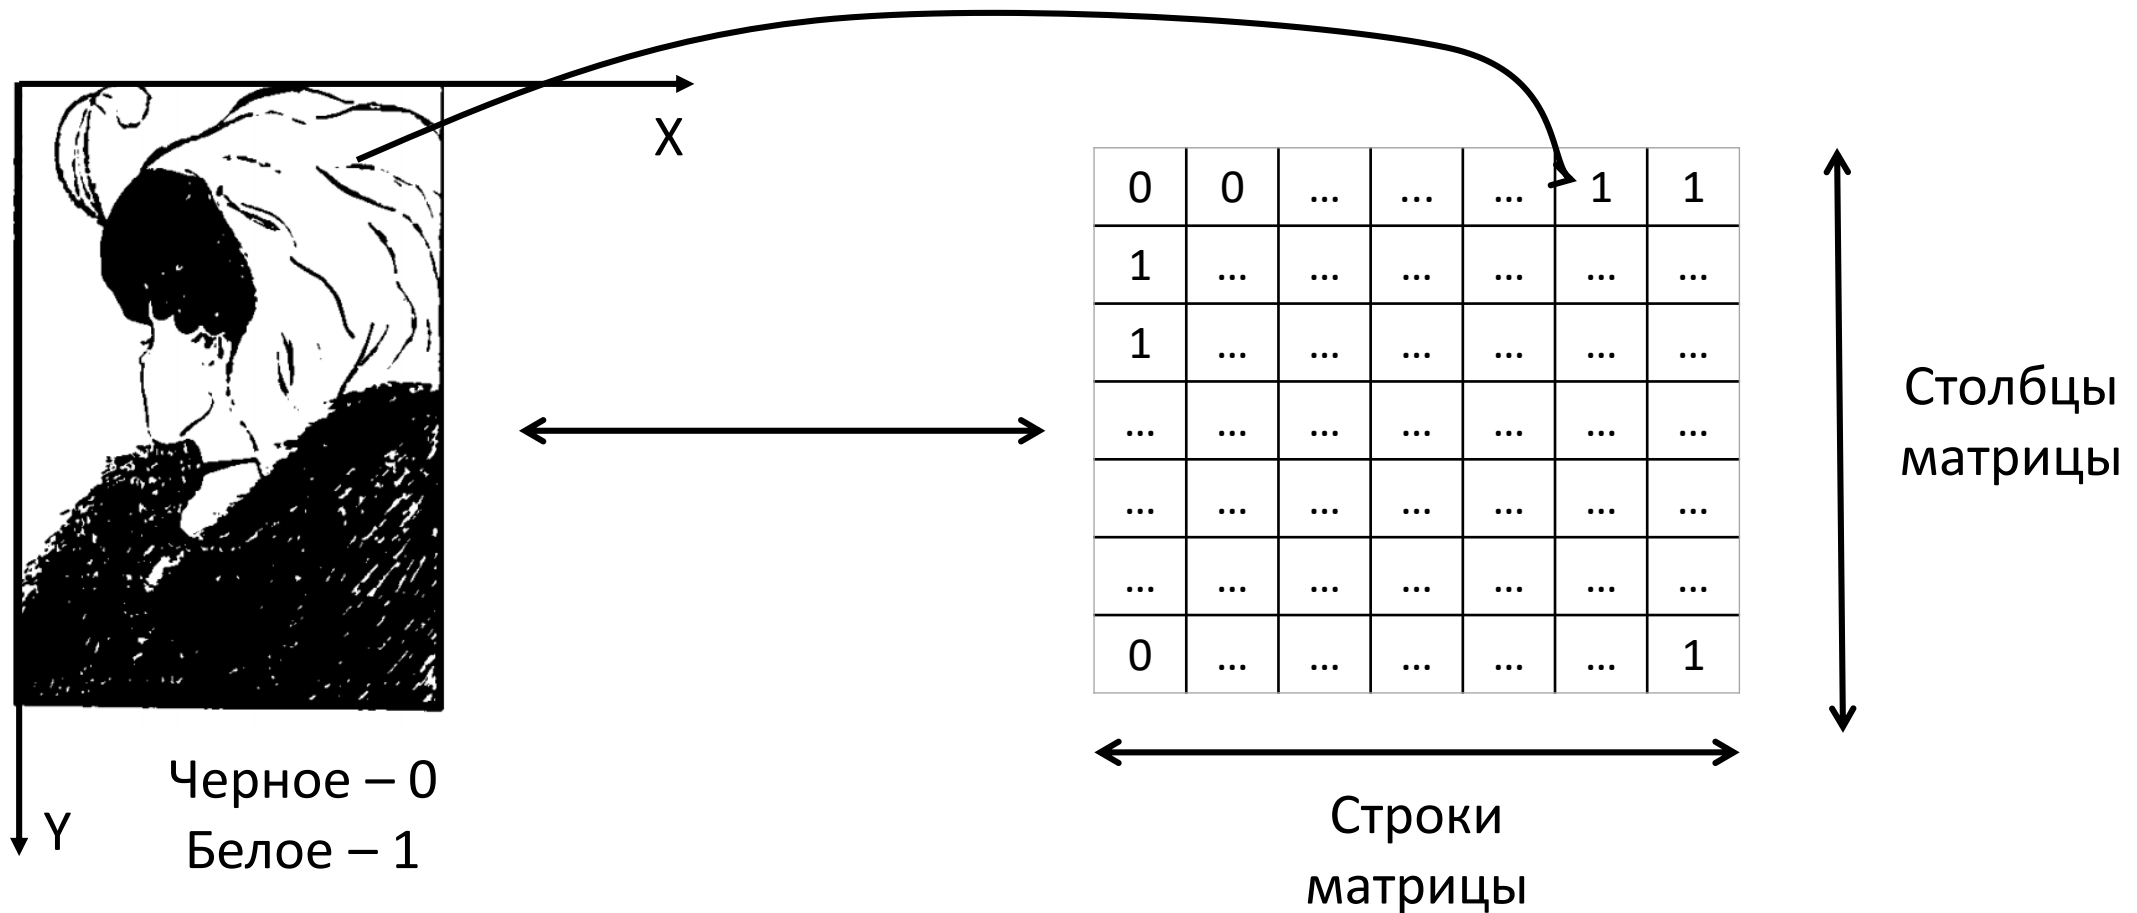 X
0 0 ... ... ... 1 1
1 ... ... ... ... ... ...
1 ... ... ... ... ... ...
... ... ... ... ... ... ...
... ... ... ... ... ... ...
... ... ... ... ... ... ...
0 ... ... ... ... ... 1
Столбцы
матрицы
Y
Черное – 0
Белое – 1
Строки
матрицы